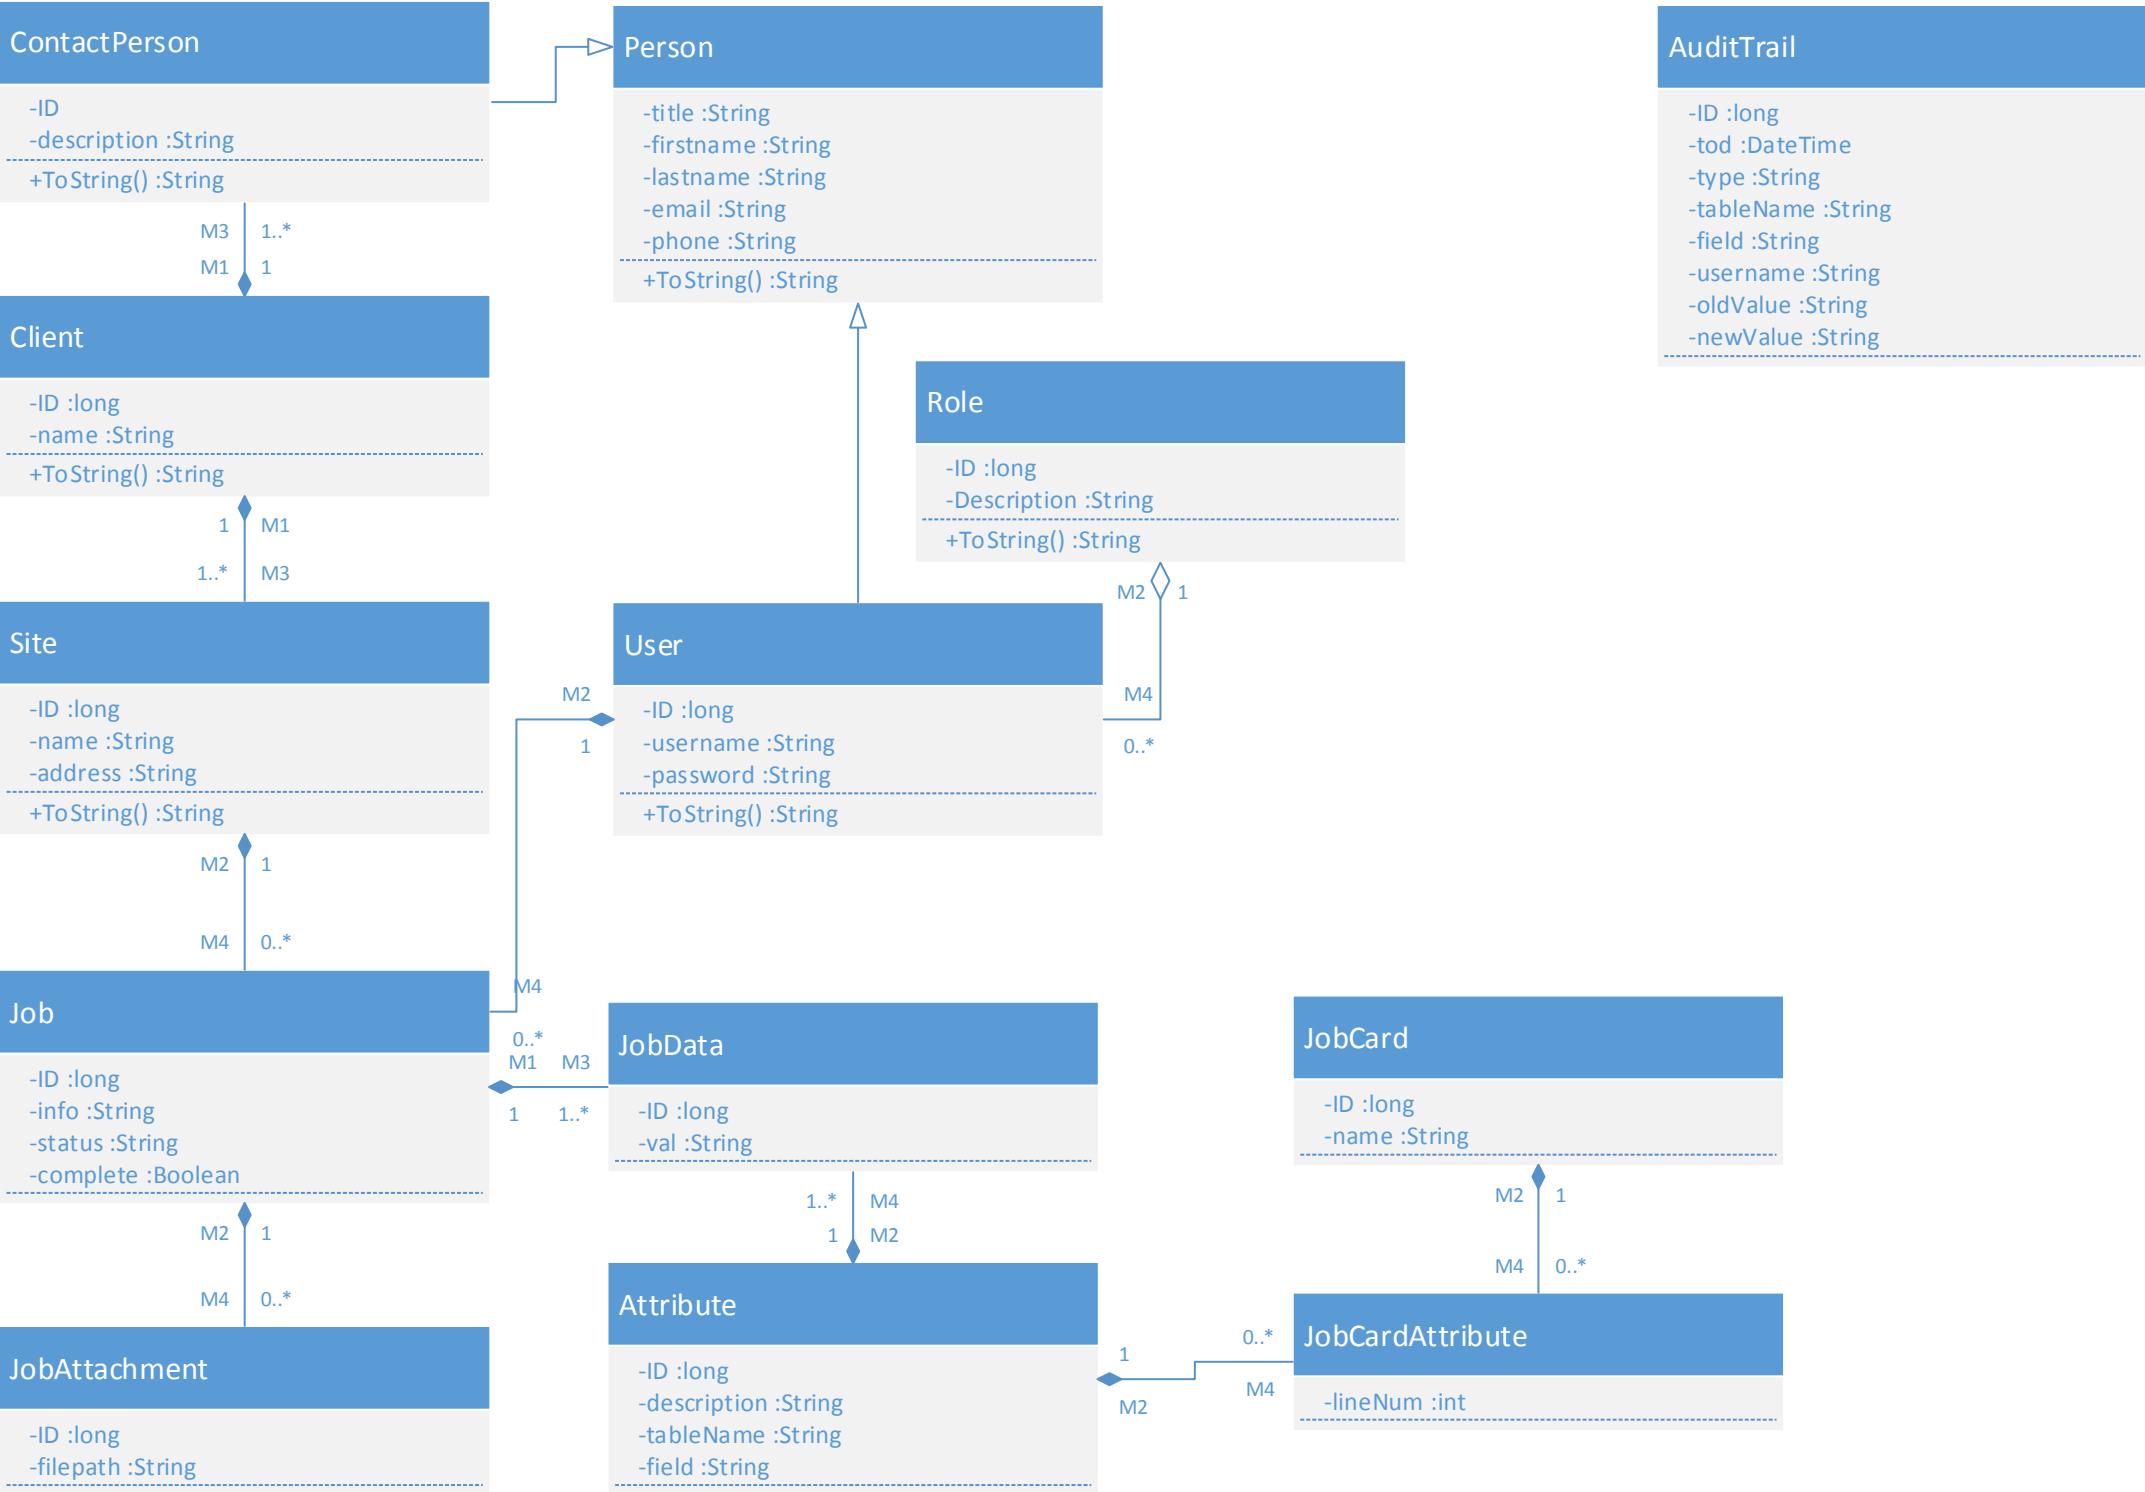 ContactPerson
-ID
-description :String
+ToString() :String
M3
1..*
M1
1
Client
-ID :long
-name :String
+ToString() :String
1
M1
1..*
M3
Site
-ID :long
-name :String
-address :String
+ToString() :String
M2
1
M4
0..*
Job
-ID :long
-info :String
-status :String
-complete :Boolean
M2
1
M4
0..*
JobAttachment
-ID :long
-filepath :String
Person
-title :String
-firstname :String
-lastname :String
-email :String
-phone :String
+ToString() :String
Role
-ID :long
-Description :String
+ToString() :String
M2
1
M4
0..*
User
-ID :long
-username :String
-password :String
+ToString() :String
M2
1
M4
0..*
M1
M3
1
1..*
JobData
-ID :long
-val :String
1..*
M4
1
M2
Attribute
-ID :long
-description :String
-tableName :String
-field :String
1
M2
0..*
M4
AuditTrail
-ID :long
-tod :DateTime
-type :String
-tableName :String
-field :String
-username :String
-oldValue :String
-newValue :String
JobCard
-ID :long
-name :String
M2
1
M4
0..*
JobCardAttribute
-lineNum :int